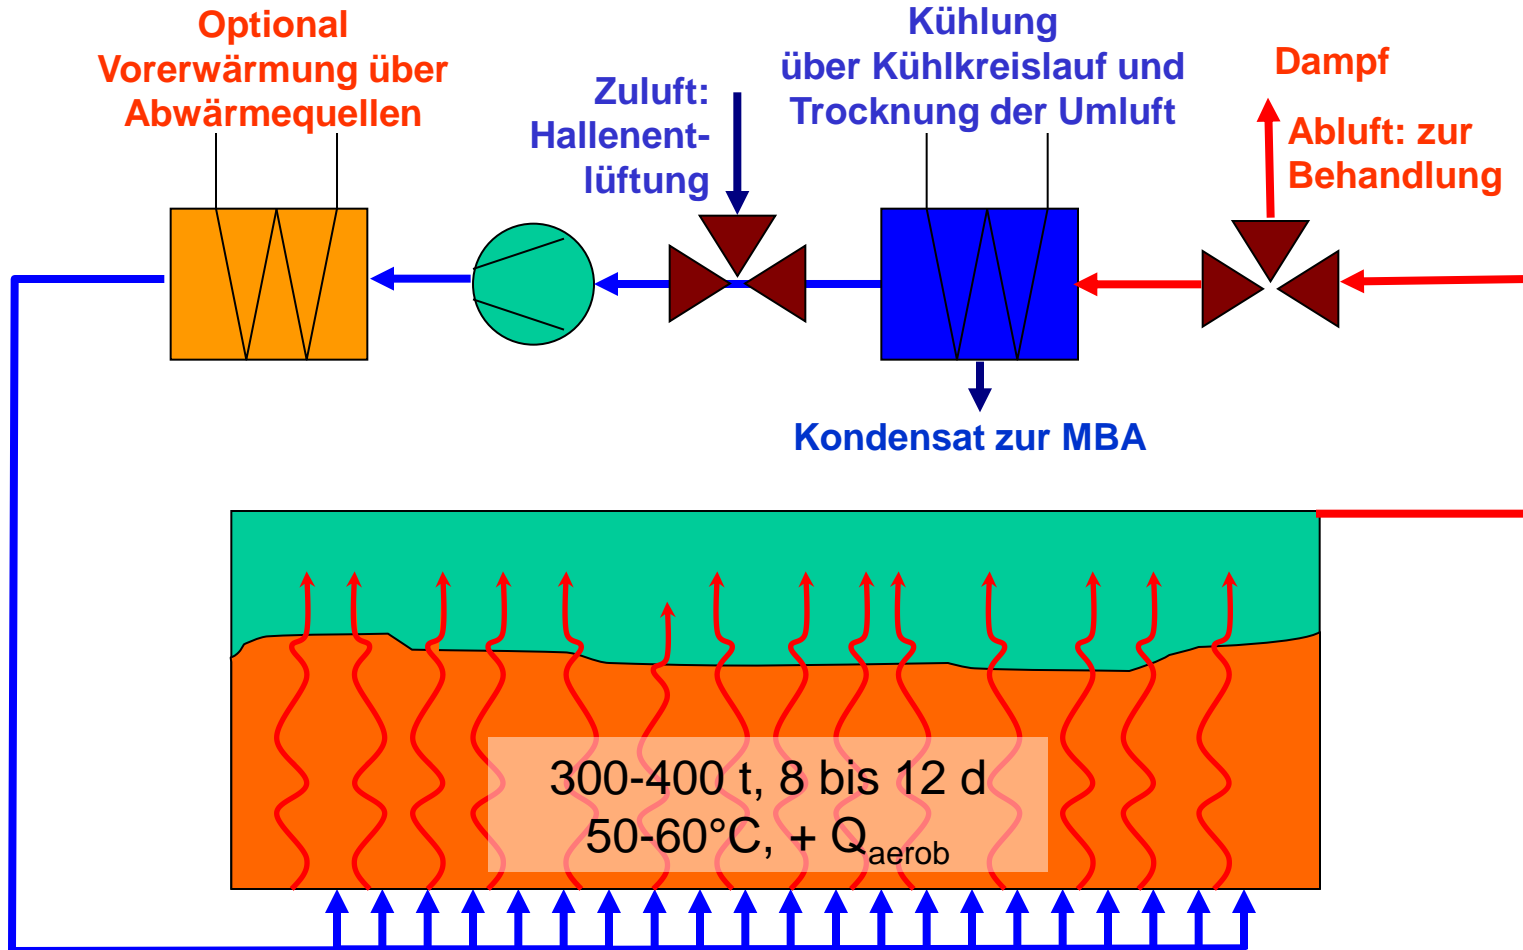 Optional
Vorerwärmung über
Abwärmequellen
Zuluft:
Hallenent-
lüftung
Kühlung
über Kühlkreislauf und
Trocknung der Umluft
Dampf
Abluft: zur
Behandlung
Kondensat zur MBA
300-400 t, 8 bis 12 d
50-60°C, + Qaerob